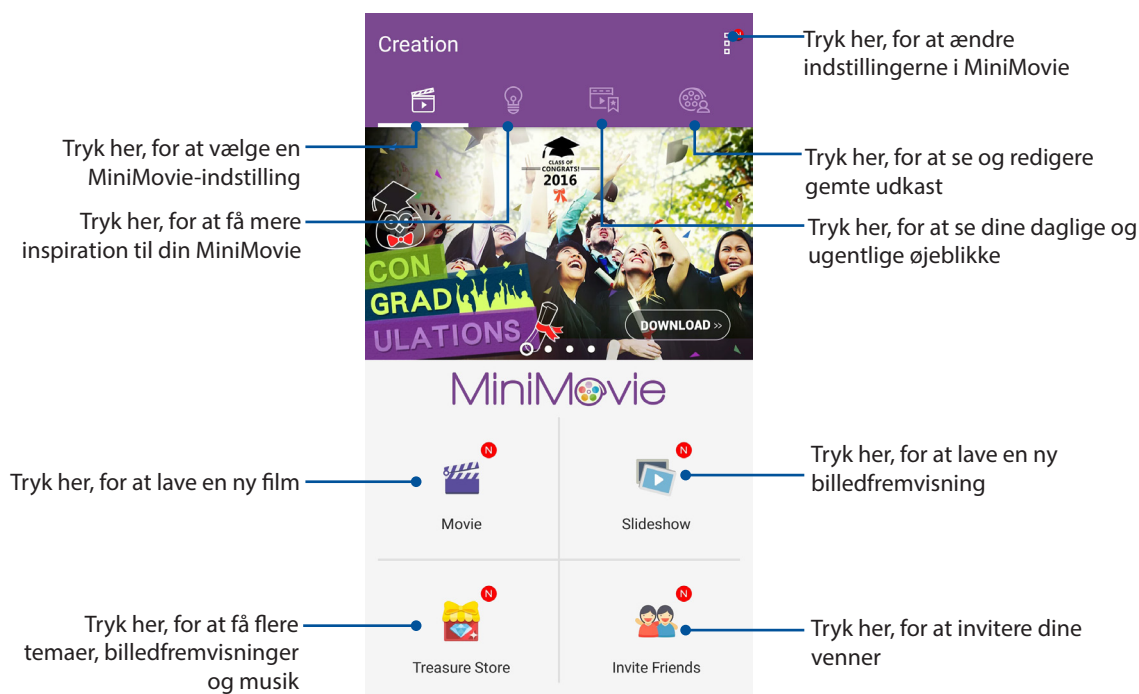 Creation
Tryk her, for at ændre
indstillingerne i MiniMovie
Tryk her, for at vælge en
MiniMovie-indstilling
Tryk her, for at få mere
inspiration til din MiniMovie
Tryk her, for at se og redigere
gemte udkast
Tryk her, for at se dine daglige og
ugentlige øjeblikke
CLASS OF
CONGRATS!
2016
CON
GRAD
ULATIONS
DOWNLOAD >>
MiniMovie
Tryk her, for at lave en ny film
N
Movie
N
Slideshow
Tryk her, for at lave en ny
billedfremvisning
Tryk her, for at få flere
temaer, billedfremvisninger
og musik
N
Treasure Store
N
Invite Friends
Tryk her, for at invitere dine
venner